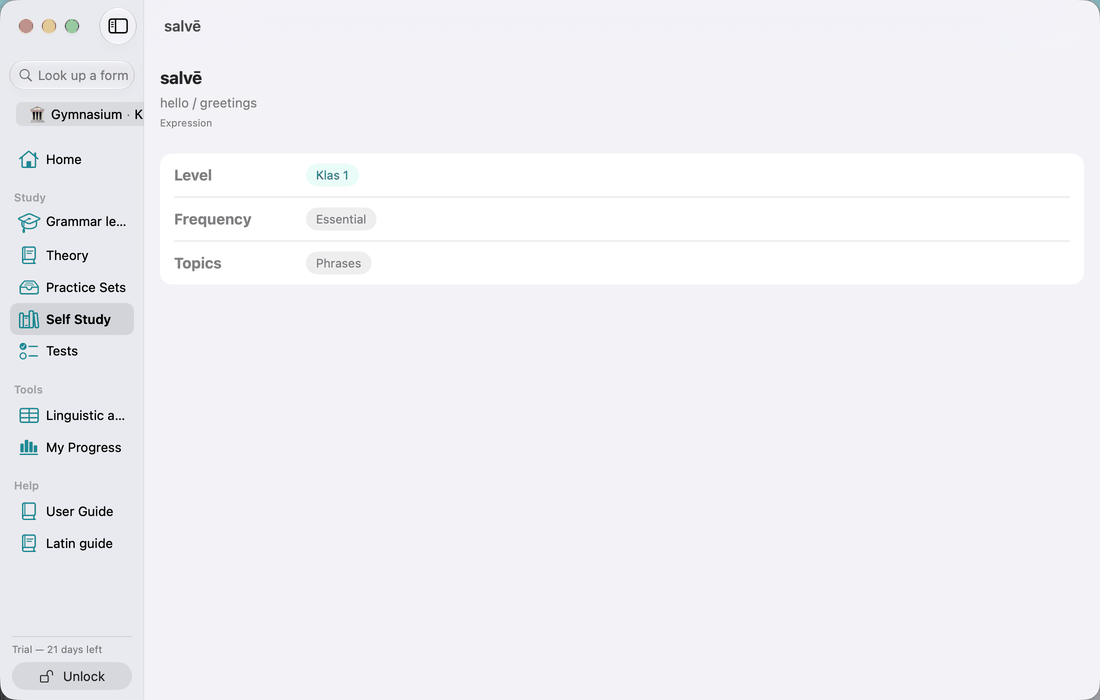 salvē
Look up a form
Gymnasium · K
Home
Study
Grammar le...
Theory
Practice Sets
Self Study
Tests
Tools
Linguistic a...
My Progress
Help
User Guide
Latin guide
Trial — 21 days left
Unlock
salvē
hello / greetings
Expression
Level Klas 1
Frequency Essential
Topics Phrases